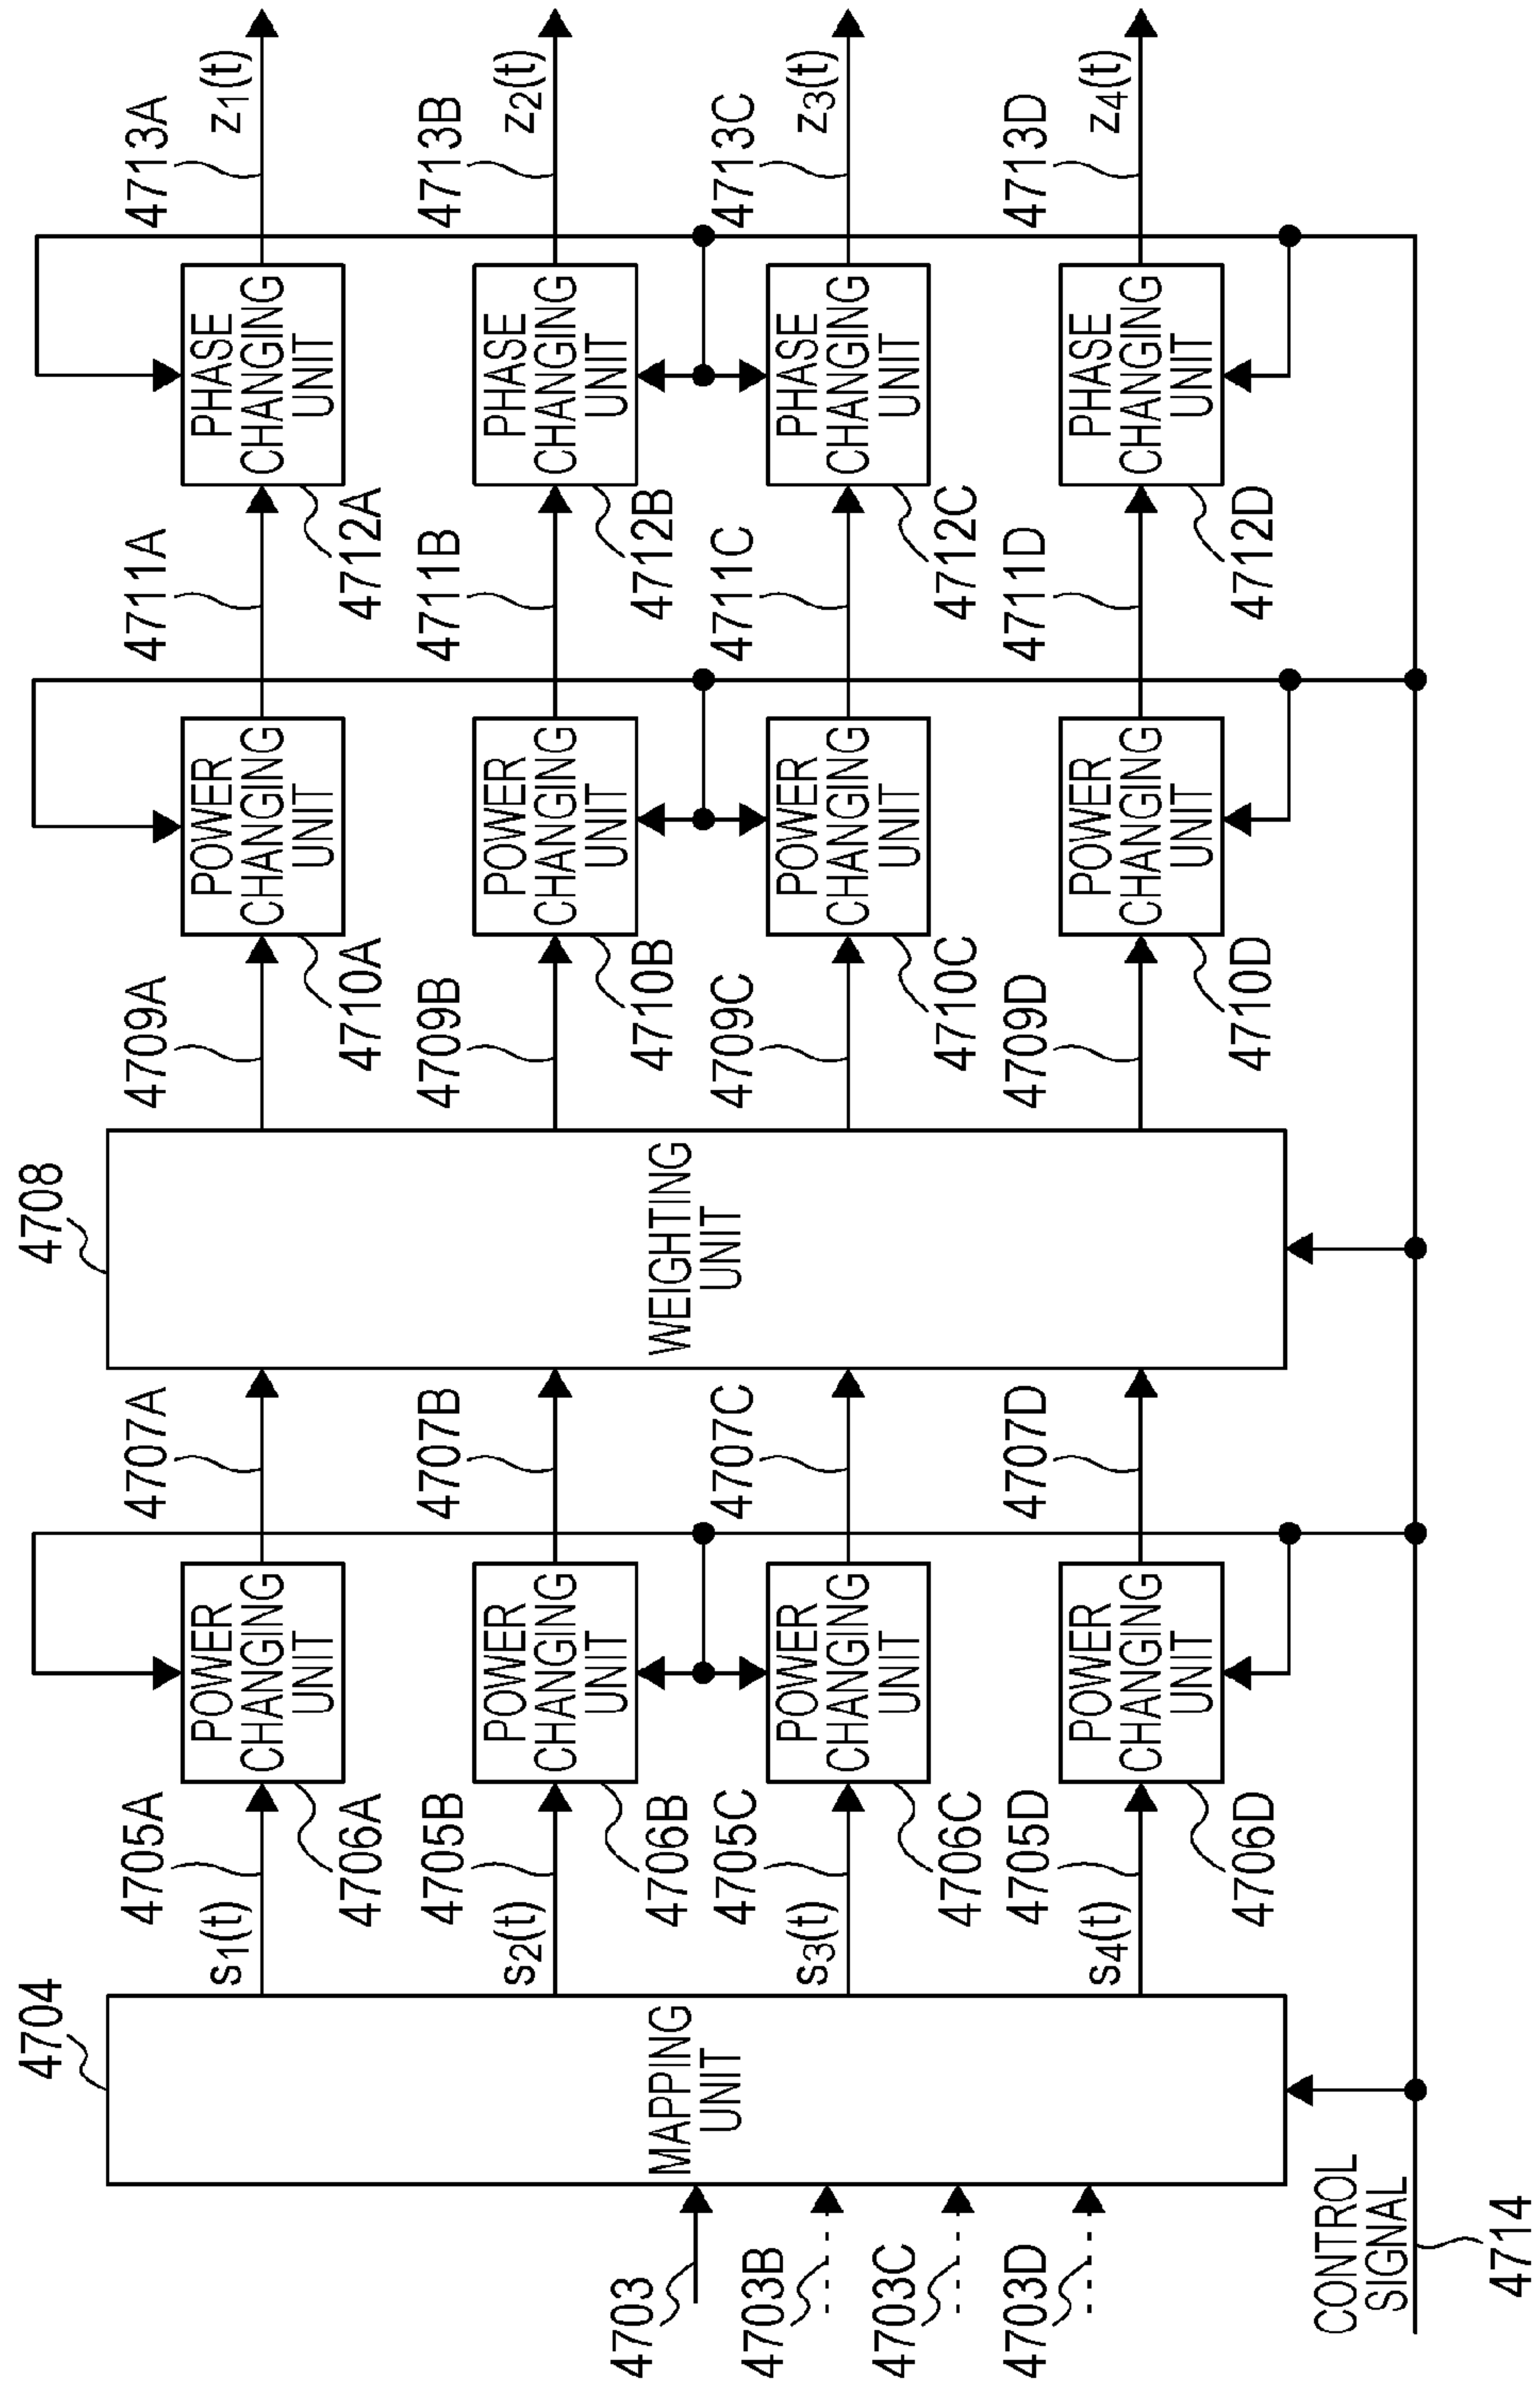 4703
4703B
4703C
4703D
CONTROL
SIGNAL
4714
4704
MAPPING
UNIT
s1(t)
4705A
s2(t)
4705B
s3(t)
4705C
s4(t)
4705D
4706A
POWER
CHANGING
UNIT
4706B
POWER
CHANGING
UNIT
4706C
POWER
CHANGING
UNIT
4706D
POWER
CHANGING
UNIT
4707A
4707B
4707C
4707D
4708
WEIGHTING
UNIT
4709A
4709B
4709C
4709D
4710A
POWER
CHANGING
UNIT
4710B
POWER
CHANGING
UNIT
4710C
POWER
CHANGING
UNIT
4710D
POWER
CHANGING
UNIT
4711A
4711B
4711C
4711D
4712A
PHASE
CHANGING
UNIT
4712B
PHASE
CHANGING
UNIT
4712C
PHASE
CHANGING
UNIT
4712D
PHASE
CHANGING
UNIT
4713A
z1(t)
4713B
z2(t)
4713C
z3(t)
4713D
z4(t)